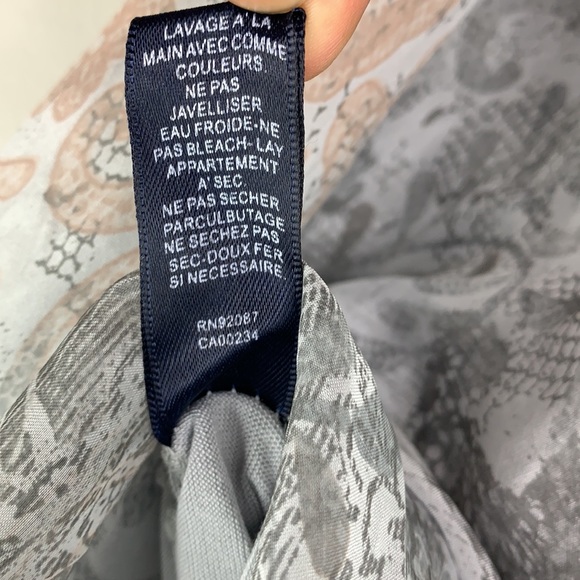 LAVAGE A' LA
MAIN AVEC COMME
COULEURS.
NE PAS
JAVELLISER
EAU FROIDE-NE
PAS BLEACH-LAY
APPARTEMENT
A' SEC
NE PAS SECHER
PARCULBUTAGE
NE SECHEZ PAS
SEC-DOUX FER
SI NECESSAIRE.
RN92087
CA00234